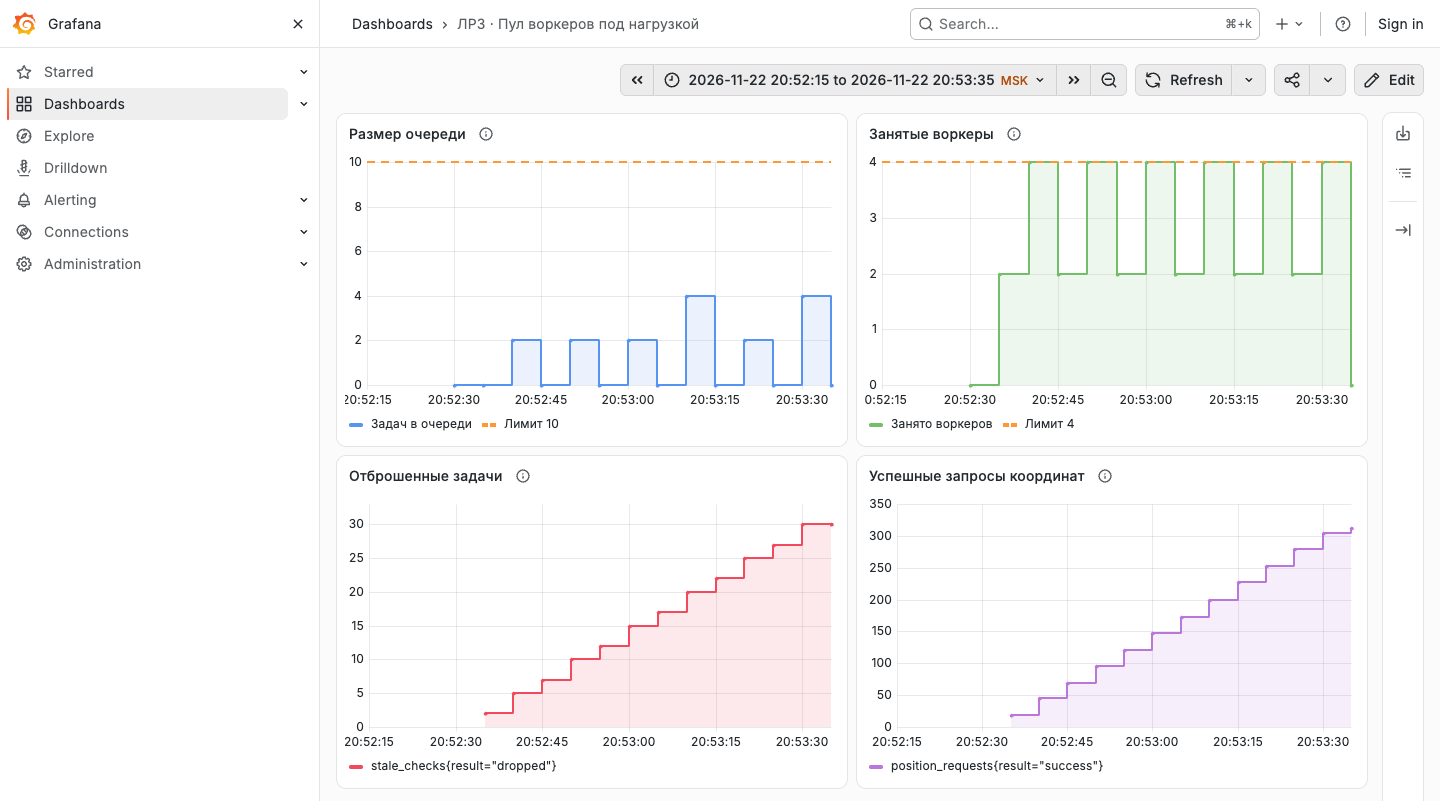 Grafana
Dashboards › ЛР3 · Пул воркеров под нагрузкой
Search...
⌘+k
Sign in
Starred
Dashboards
Explore
Drilldown
Alerting
Connections
Administration
2026-11-22 20:52:15 to 2026-11-22 20:53:35 MSK
Refresh
Edit
Размер очереди
10
8
6
4
2
0
20:52:15 20:52:30 20:52:45 20:53:00 20:53:15 20:53:30
Задач в очереди Лимит 10
Занятые воркеры
4
3
2
1
0
0:52:15 20:52:30 20:52:45 20:53:00 20:53:15 20:53:30
Занято воркеров Лимит 4
Отброшенные задачи
30
25
20
15
10
5
0
20:52:15 20:52:30 20:52:45 20:53:00 20:53:15 20:53:30
stale_checks{result="dropped"}
Успешные запросы координат
350
300
250
200
150
100
50
0
20:52:15 20:52:30 20:52:45 20:53:00 20:53:15 20:53:30
position_requests{result="success"}